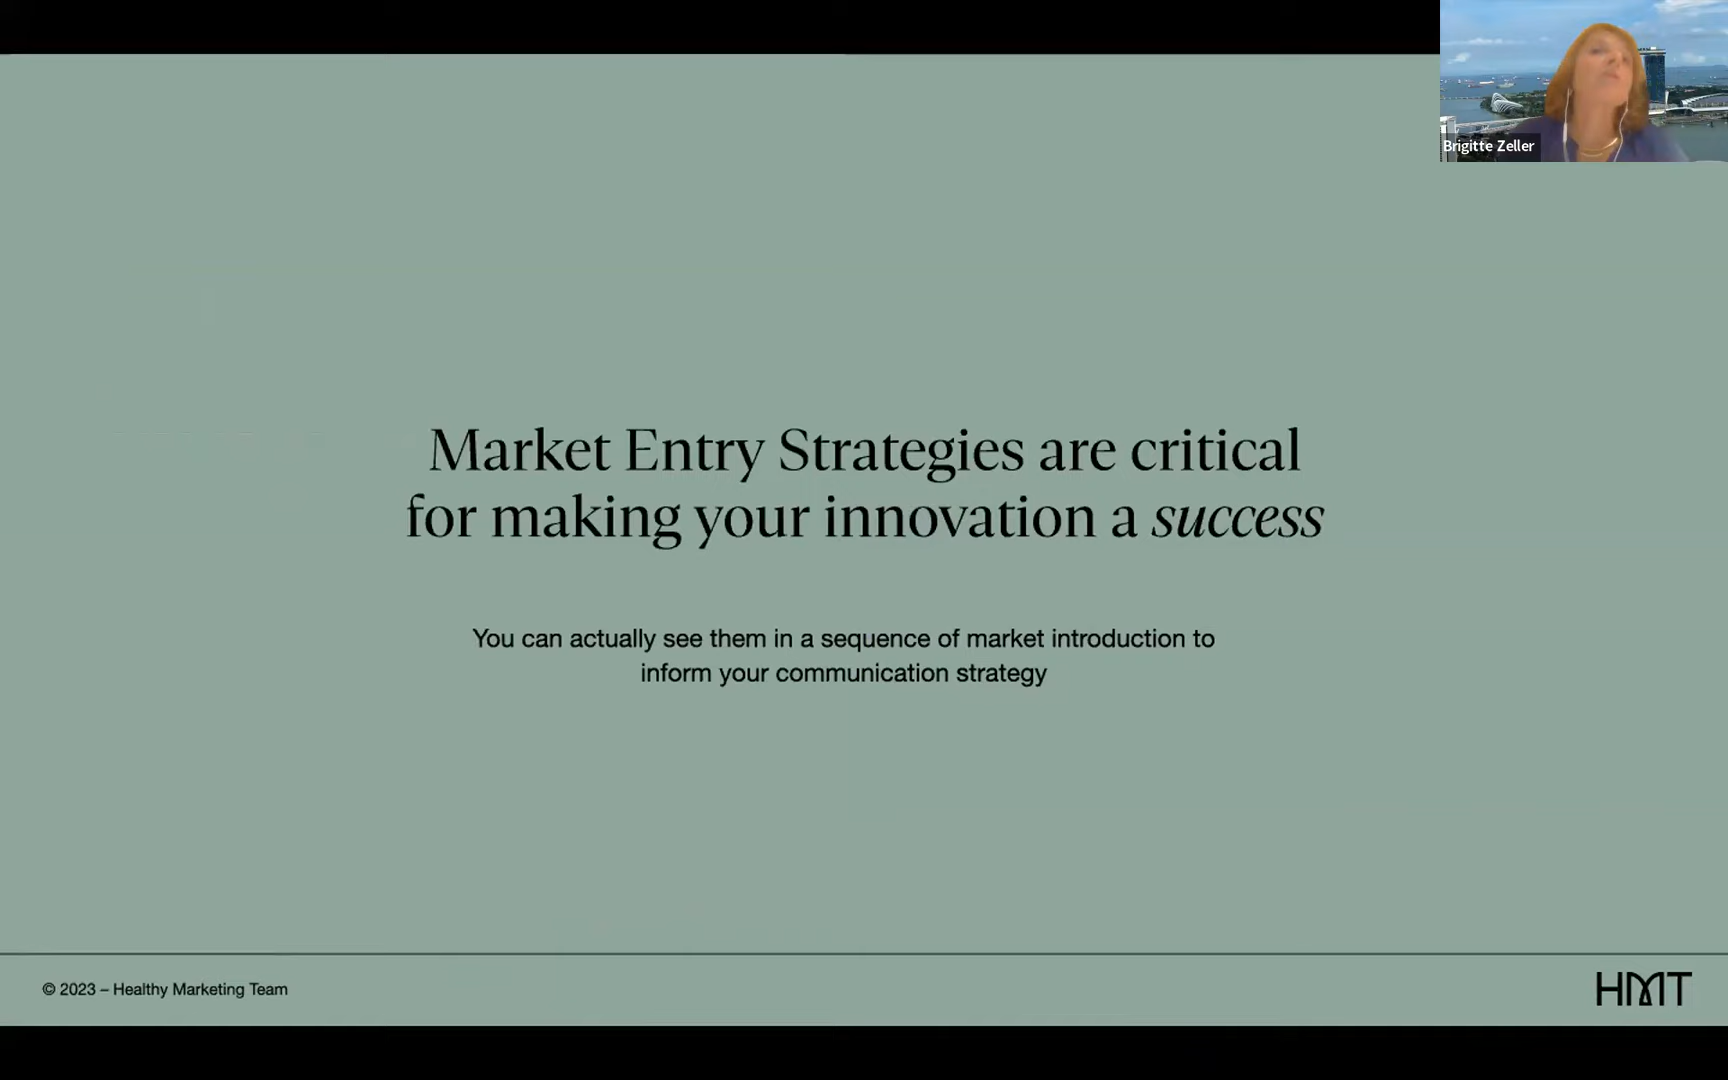 Brigitte Zeller
Market Entry Strategies are critical
for making your innovation a success
You can actually see them in a sequence of market introduction to
inform your communication strategy
© 2023 – Healthy Marketing Team
HMT